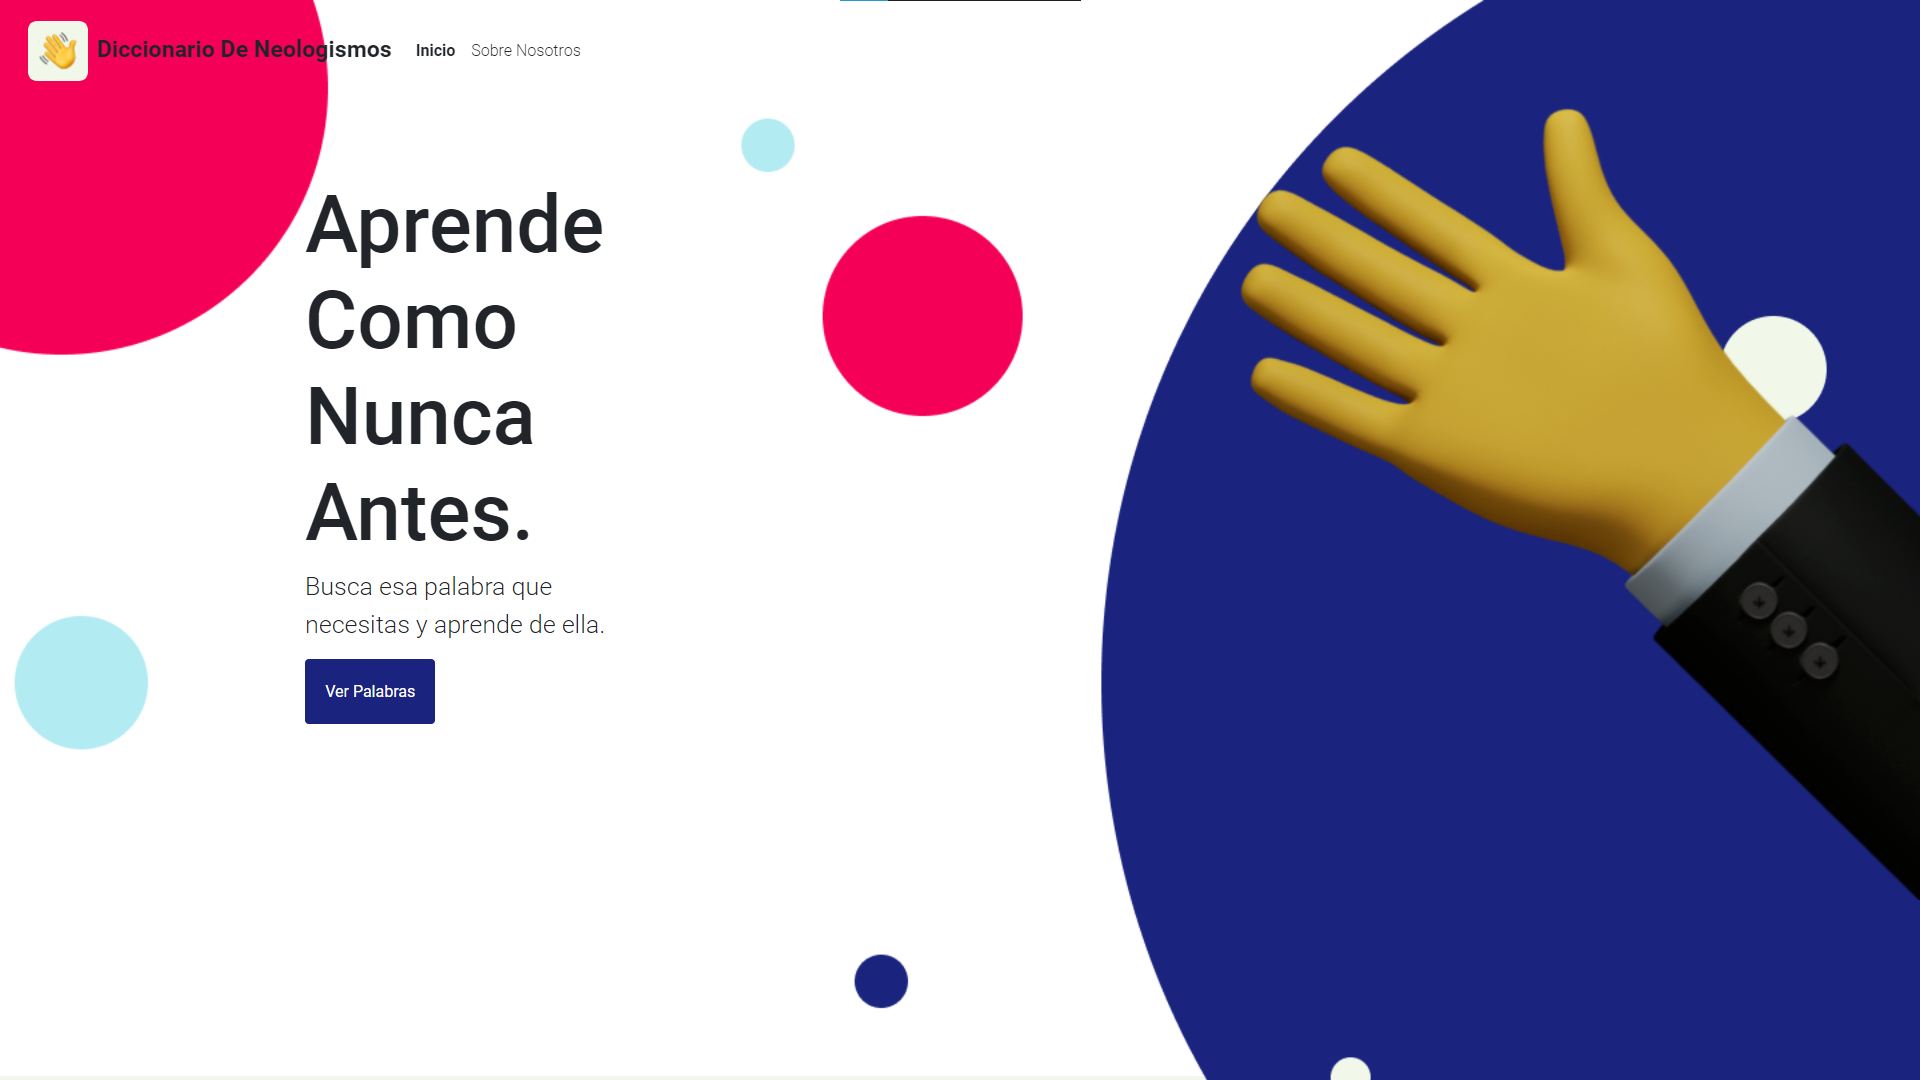 Diccionario De Neologismos
Inicio
Sobre Nosotros
Aprende
Como
Nunca
Antes.
Busca esa palabra que
necesitas y aprende de ella.
Ver Palabras